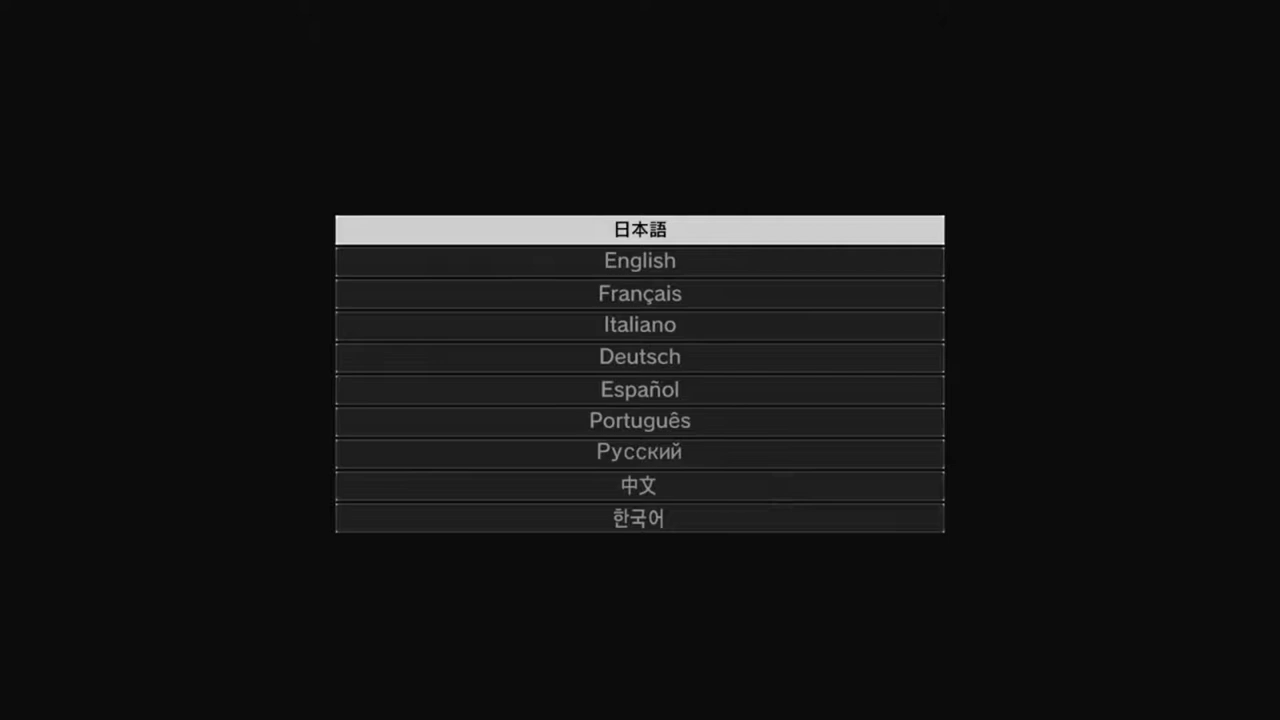 日本語
English
Français
Italiano
Deutsch
Español
Português
Русский
中文
한국어